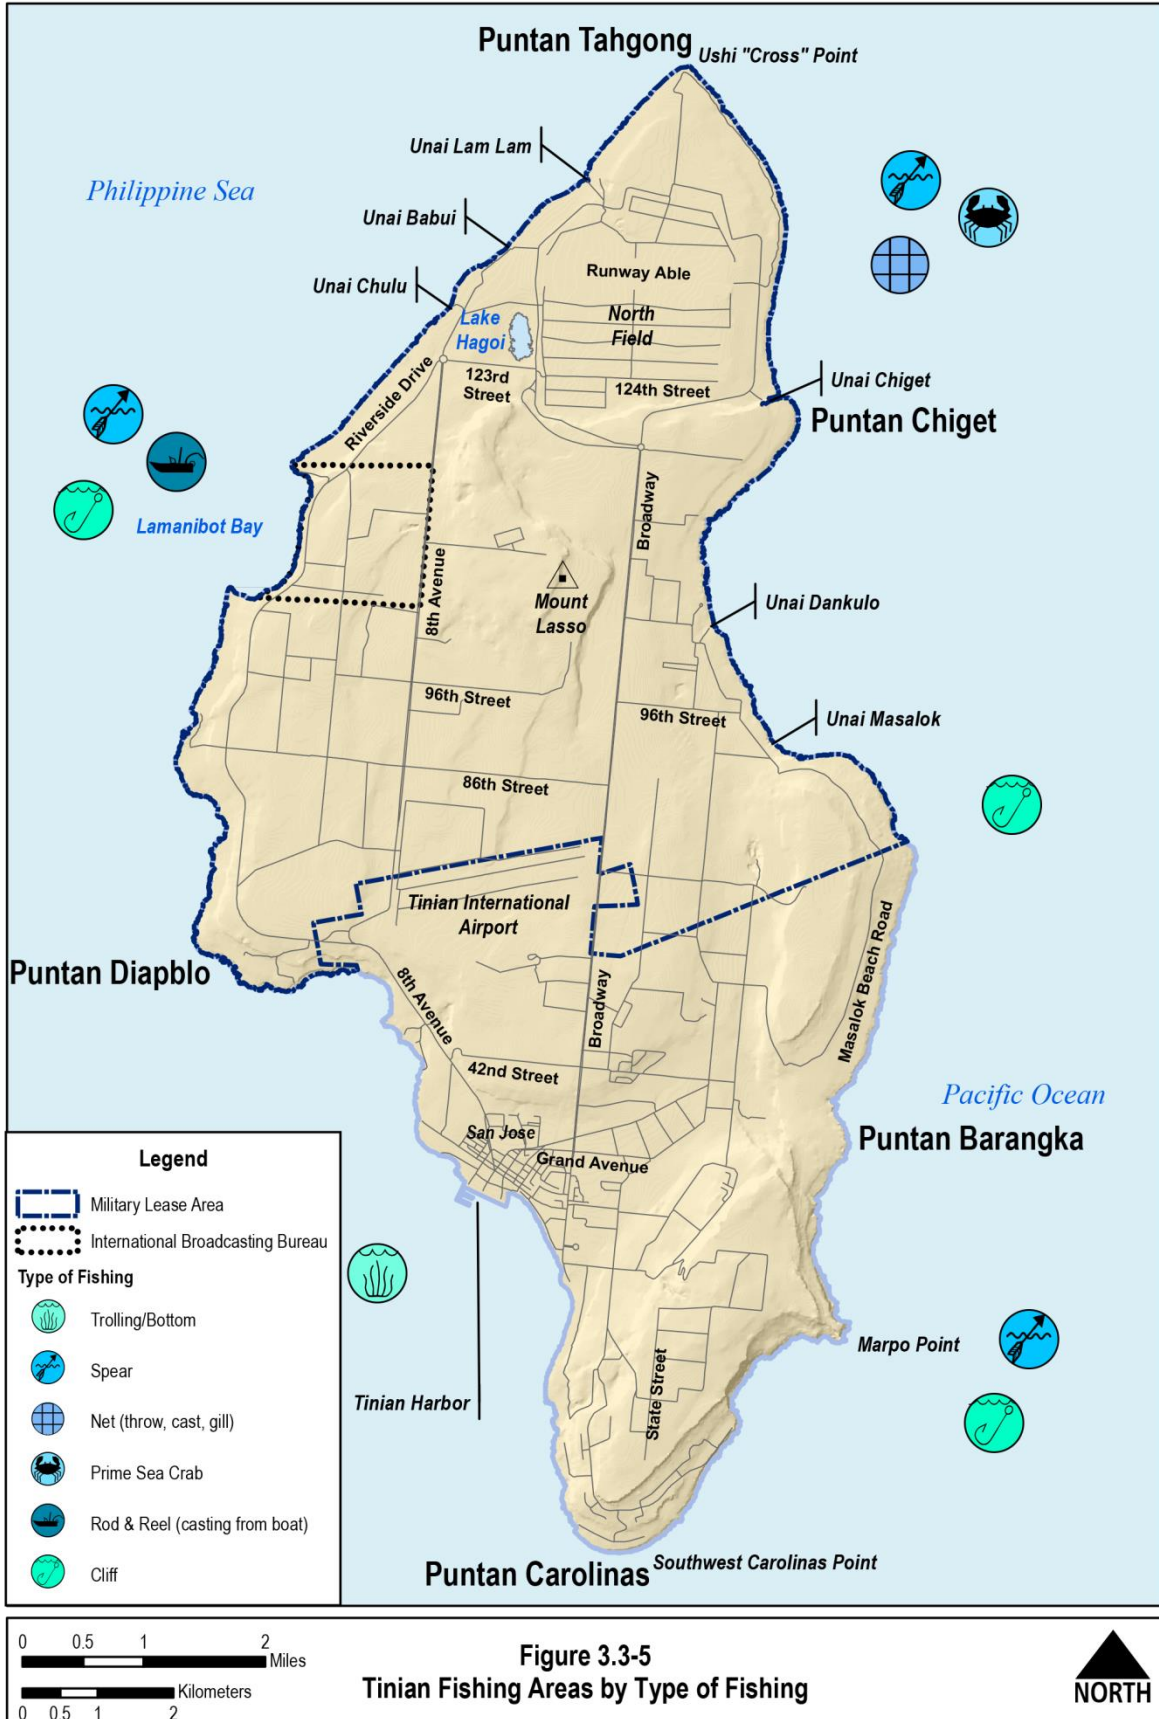 Puntan Tahgong
Ushi "Cross" Point
Unai Lam Lam
Philippine Sea
Unai Babui
Runway Able
Unai Chulu
Lake
Hagoi
North
Field
123rd
Street
124th Street
Unai Chiget
Puntan Chiget
Riverside Drive
Lamanibot Bay
Broadway
8th Avenue
Mount
Lasso
Unai Dankulo
96th Street
96th Street
Unai Masalok
86th Street
Tinian International
Airport
Masalok Beach Road
Puntan Diapblo
8th Avenue
Broadway
42nd Street
Pacific Ocean
San Jose
Puntan Barangka
Grand Avenue
Marpo Point
State Street
Tinian Harbor
Puntan Carolinas
Southwest Carolinas Point
Legend
Military Lease Area
International Broadcasting Bureau
Type of Fishing
Trolling/Bottom
Spear
Net (throw, cast, gill)
Prime Sea Crab
Rod & Reel (casting from boat)
Cliff
0 0.5 1 2
Miles
Kilometers
0 0.5 1 2
Figure 3.3-5
Tinian Fishing Areas by Type of Fishing
NORTH